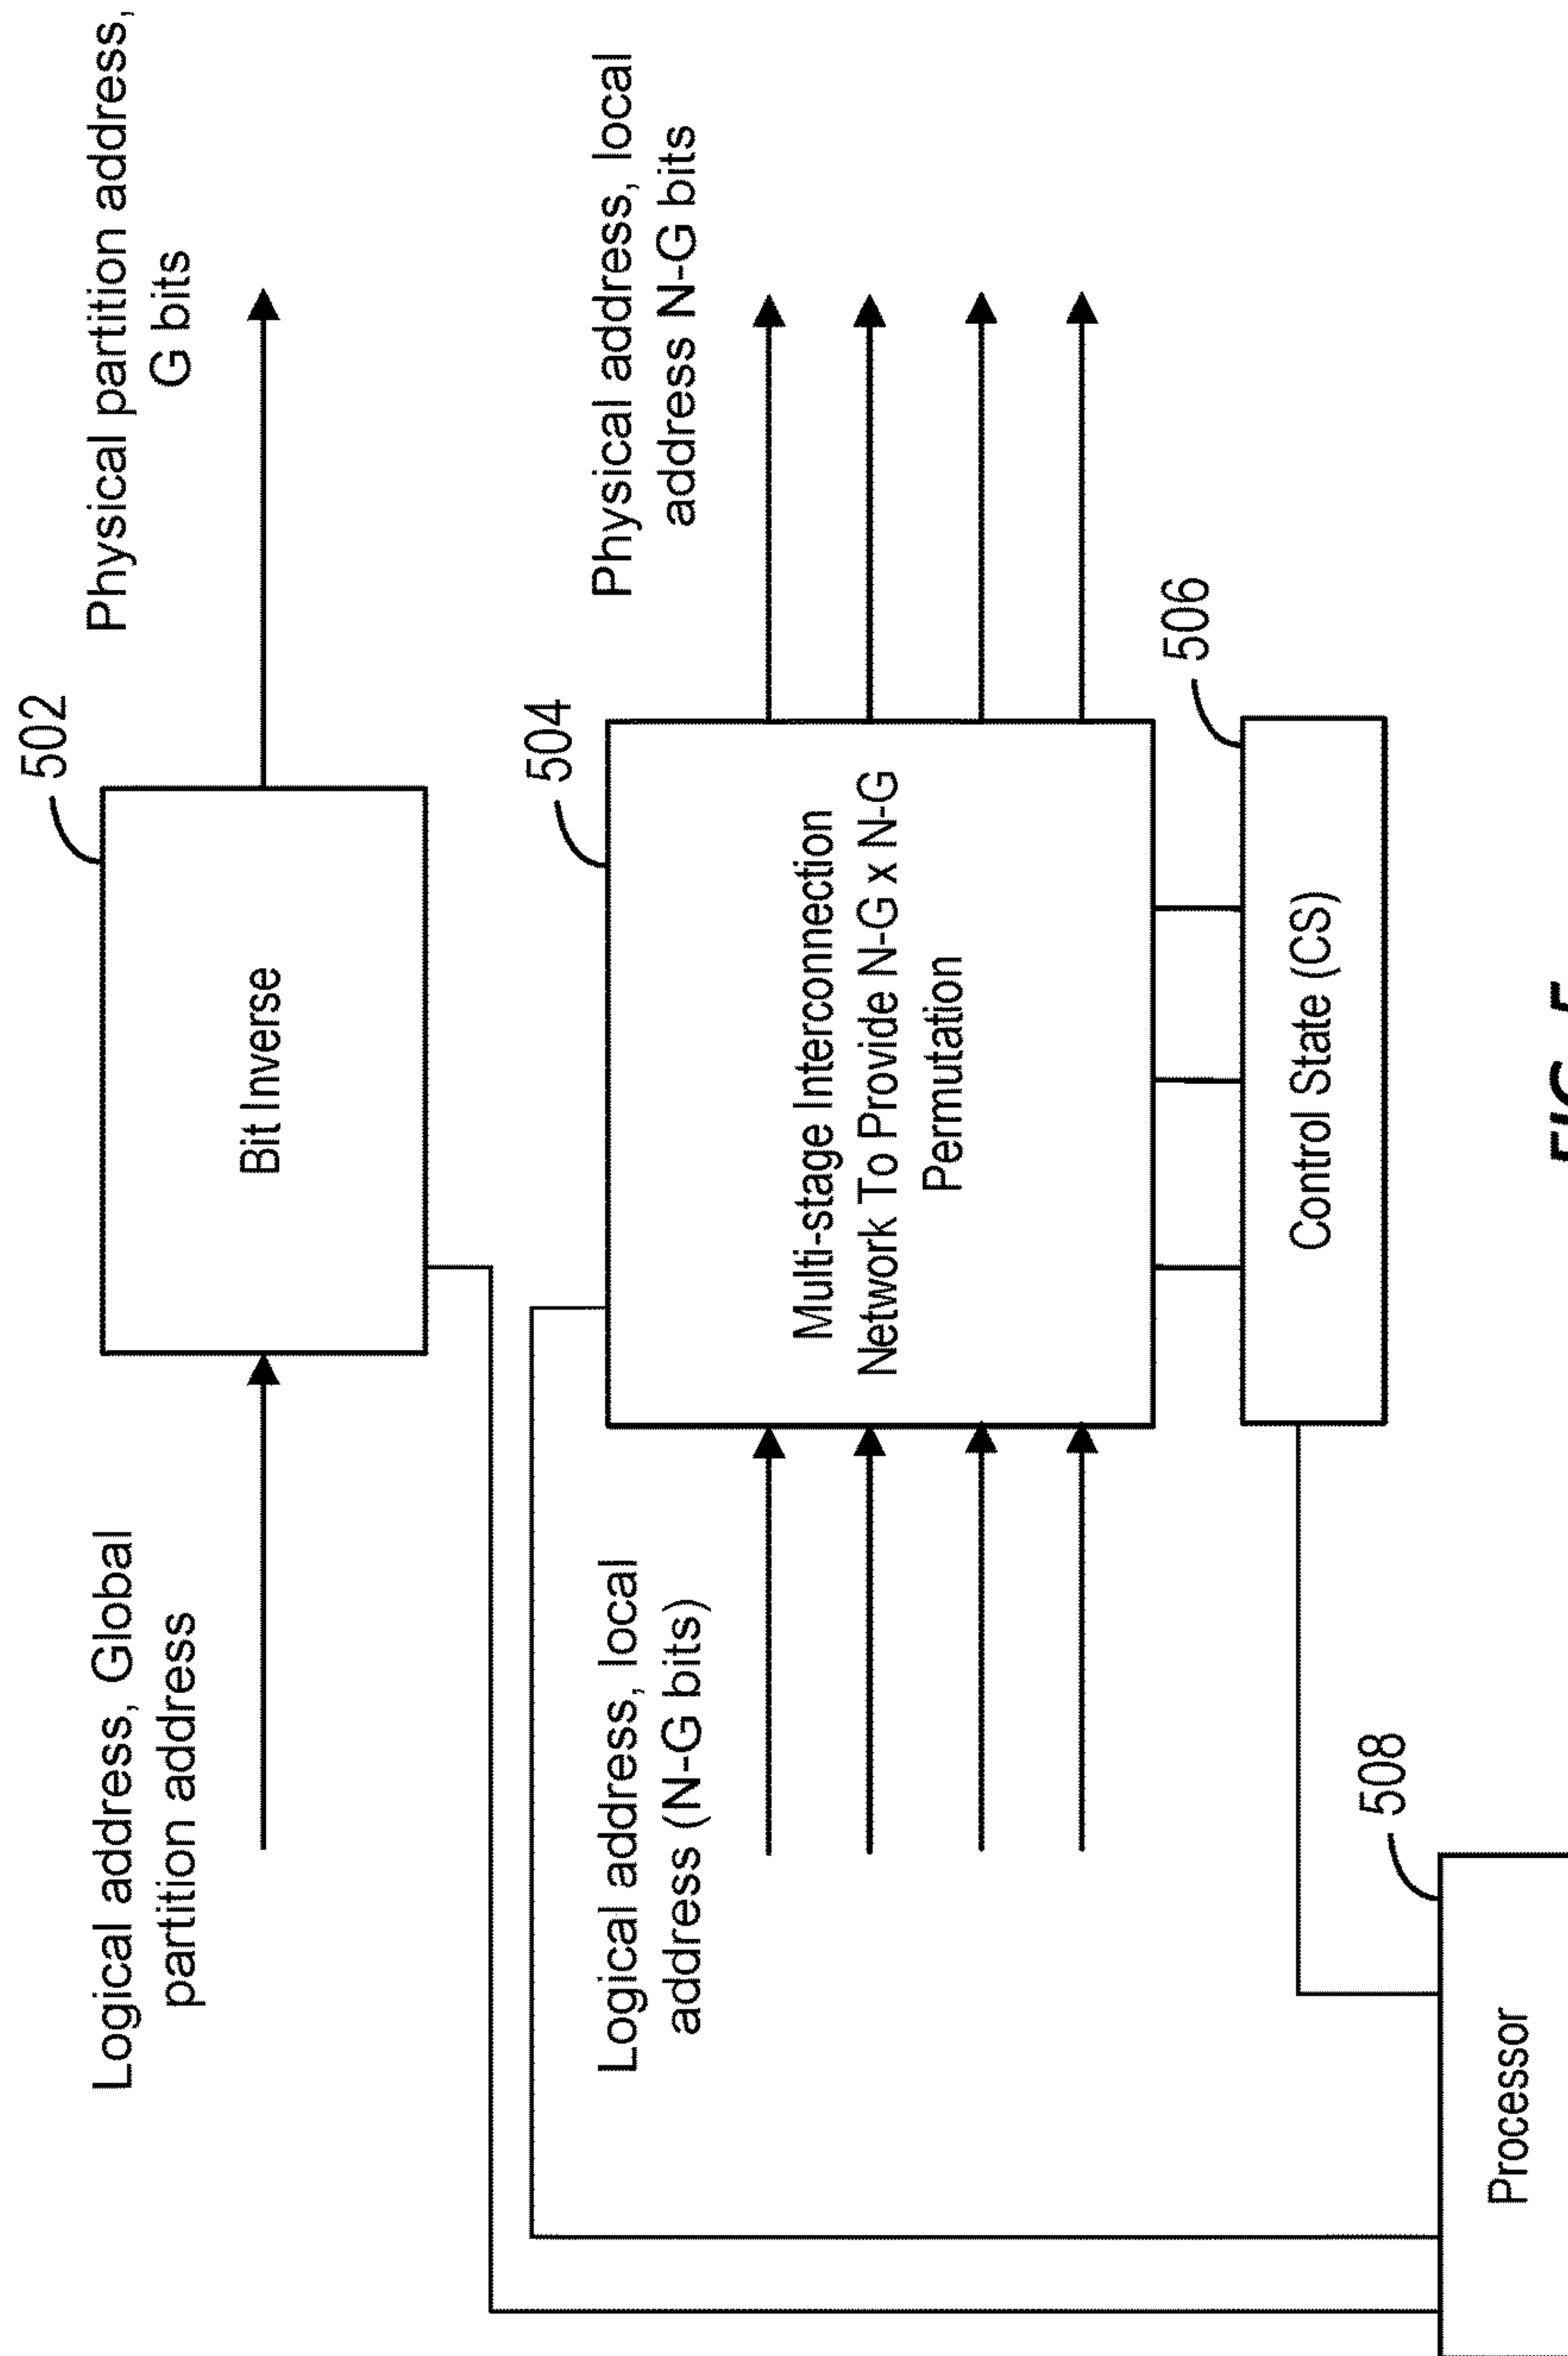 Logical address, Global
partition address
502
Bit Inverse
Physical partition address,
G bits
Logical address, local
address (N-G bits)
504
Multi-stage Interconnection
Network To Provide N-G x N-G
Permutation
Physical address, local
address N-G bits
506
Control State (CS)
508
Processor